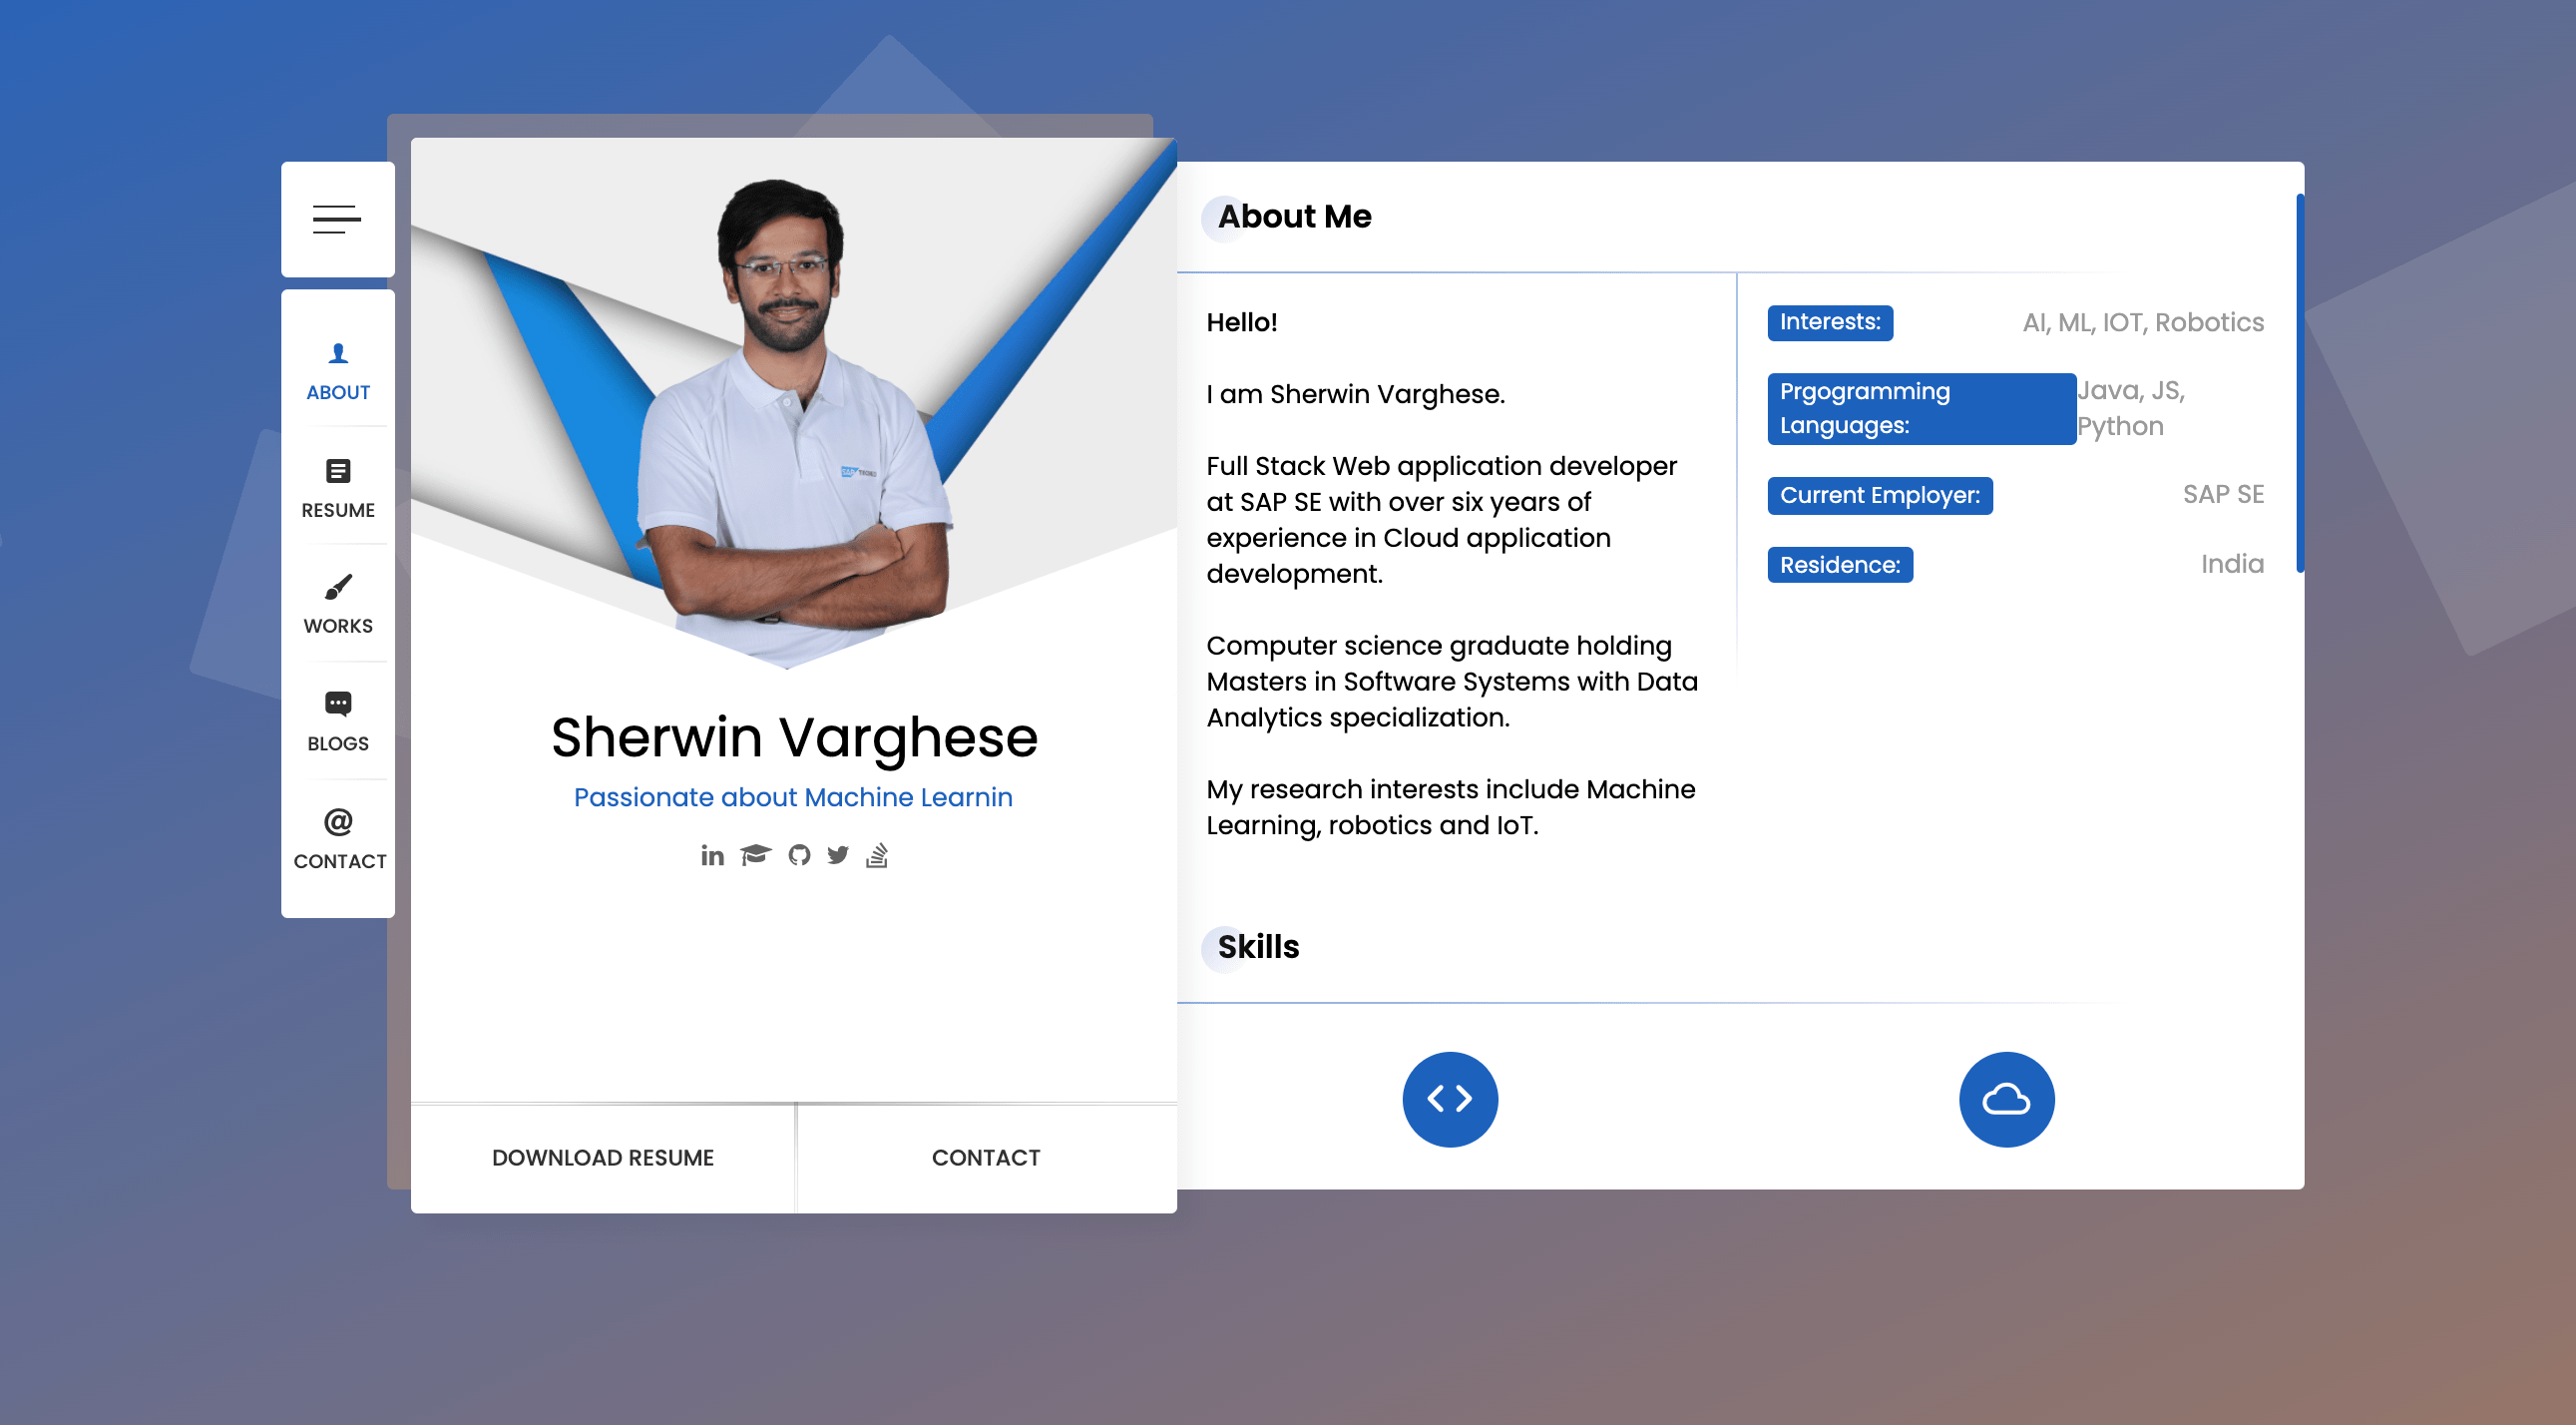 ABOUT
RESUME
WORKS
BLOGS
@
CONTACT
SAP
Sherwin Varghese
Passionate about Machine Learnin
in
DOWNLOAD RESUME
CONTACT
About Me
Hello!
I am Sherwin Varghese.
Full Stack Web application developer
at SAP SE with over six years of
experience in Cloud application
development.
Computer science graduate holding
Masters in Software Systems with Data
Analytics specialization.
My research interests include Machine
Learning, robotics and IoT.
Interests:
AI, ML, IOT, Robotics
Prgogramming
Languages:
Java, JS,
Python
Current Employer:
SAP SE
Residence:
India
Skills